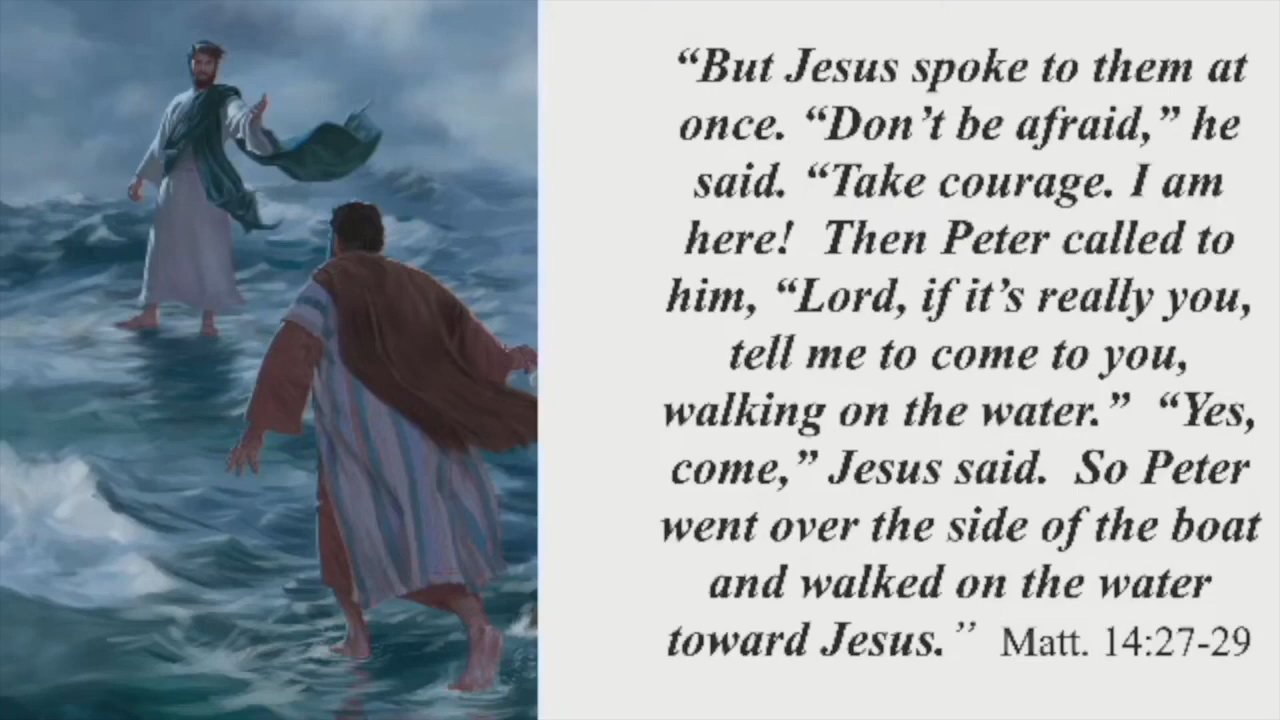 “But Jesus spoke to them at
once. “Don’t be afraid,” he
said. “Take courage. I am
here!  Then Peter called to
him, “Lord, if it’s really you,
tell me to come to you,
walking on the water.”  “Yes,
come,” Jesus said.  So Peter
went over the side of the boat
and walked on the water
toward Jesus.”  Matt. 14:27-29